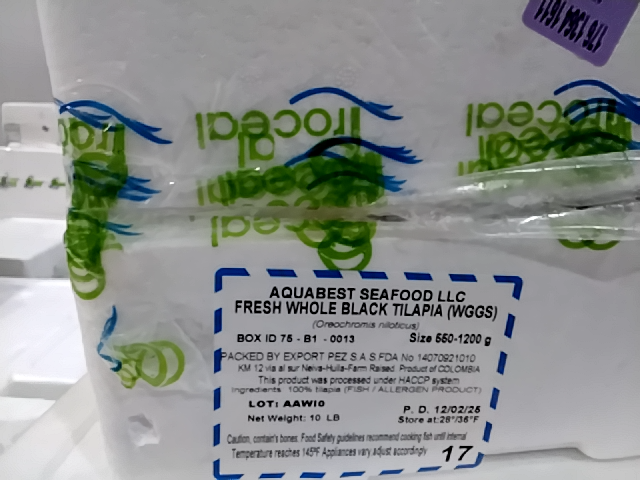 AQUABEST SEAFOOD LLC
FRESH WHOLE BLACK TILAPIA (WGGS)
(Oreochromis niloticus)
BOX ID 75 - B1 - 0013 Size 550-1200 g
PACKED BY EXPORT PEZ S.A.S.FDA No 14070921010
KM 12 via al sur Neiva-Huila-Farm Raised Product of COLOMBIA
This product was processed under HACCP system
Ingredients 100% tilapia (FISH / ALLERGEN PRODUCT)
LOT: AAWI0 P. D. 12/02/25
Net Weight: 10 LB Store at:28°/36°F
Caution, contain's bones. Food Safety guidelines recommend cooking fish until internal
Temperature reaches 145°F Appliances vary adjust accordingly 17